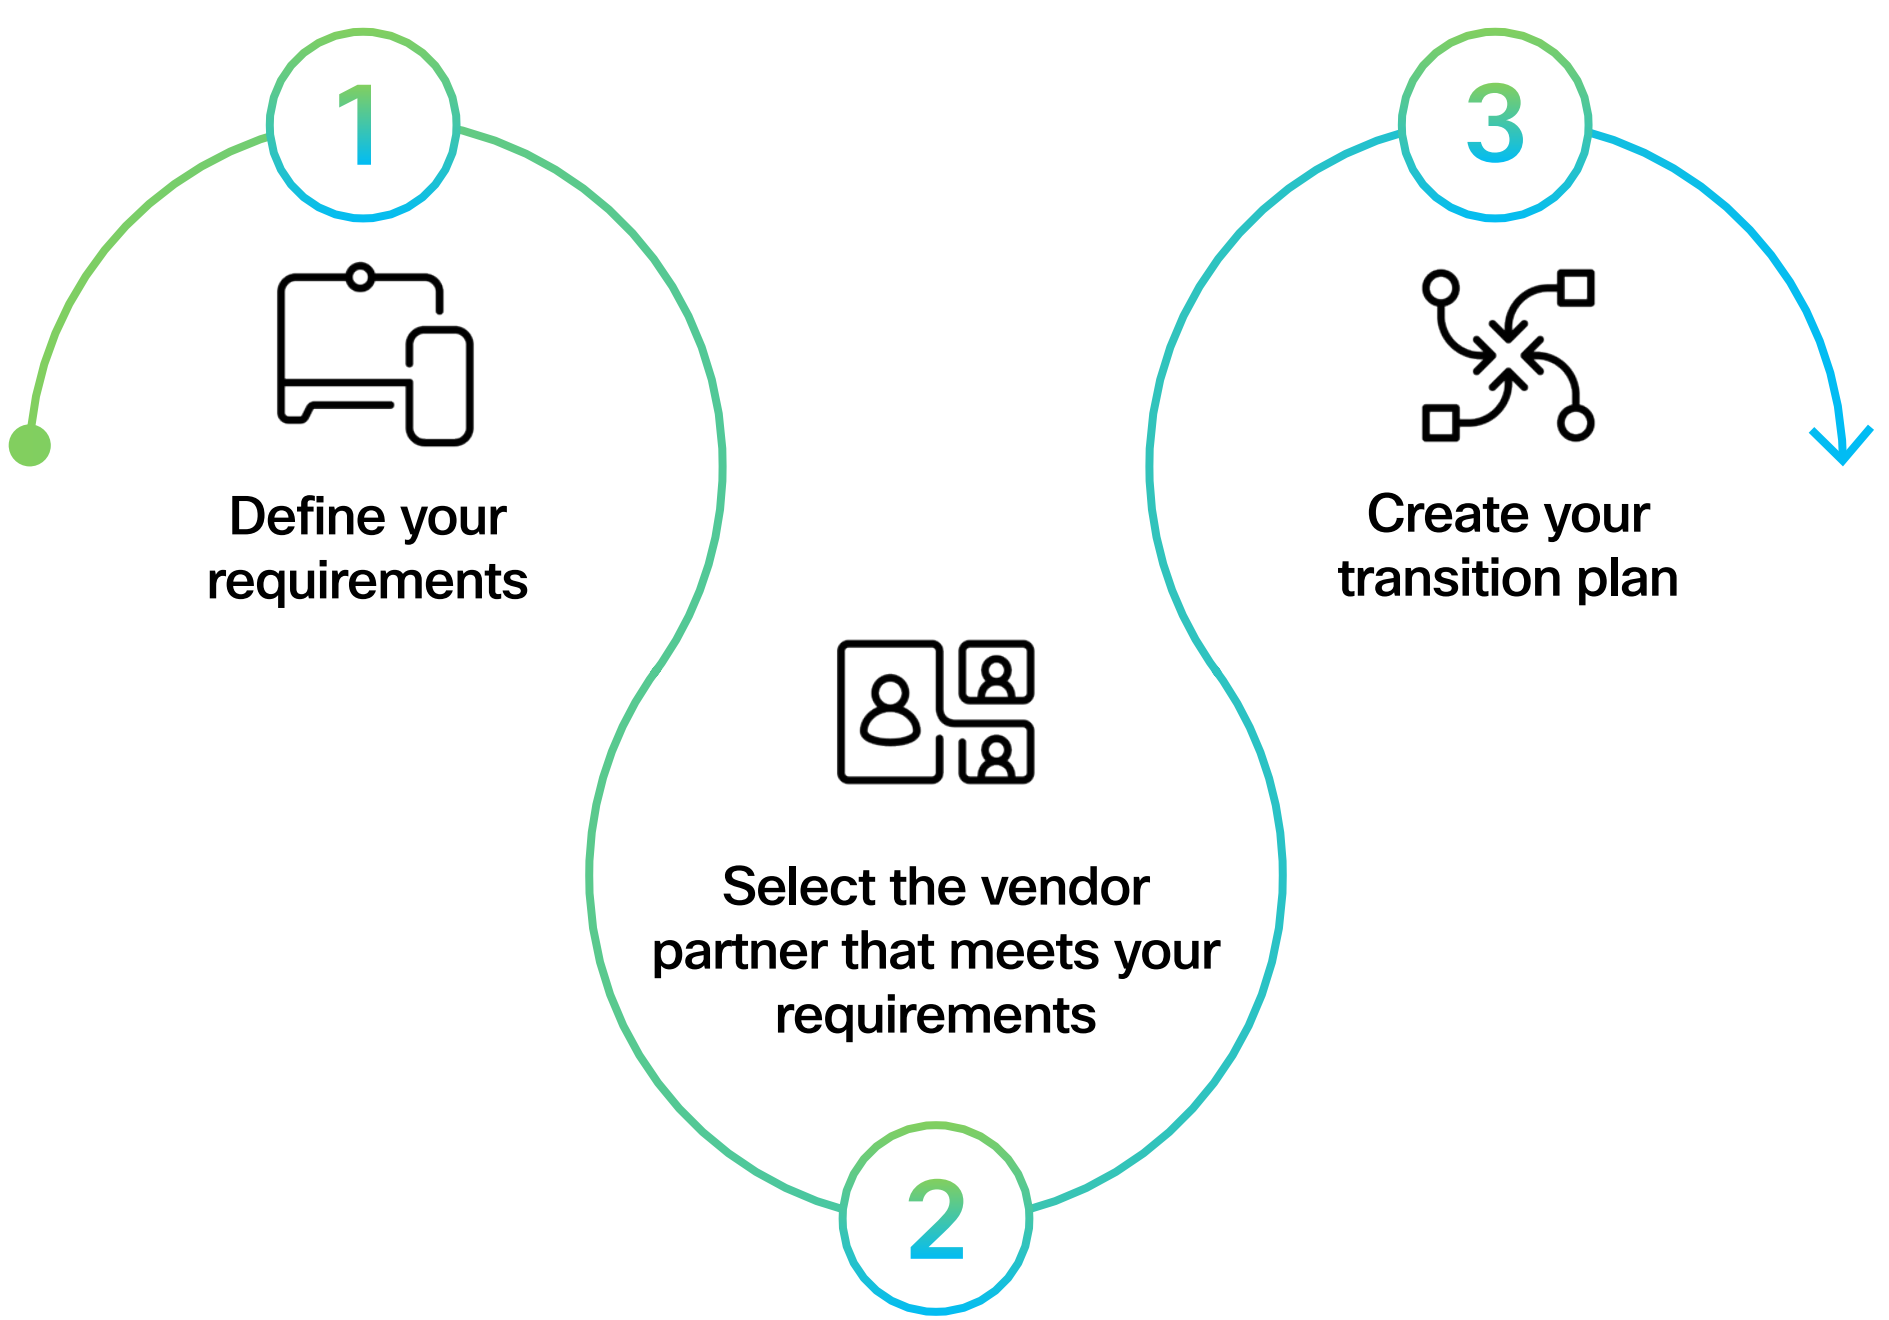 1
Define your
requirements
Select the vendor
partner that meets your
requirements
2
3
Create your
transition plan